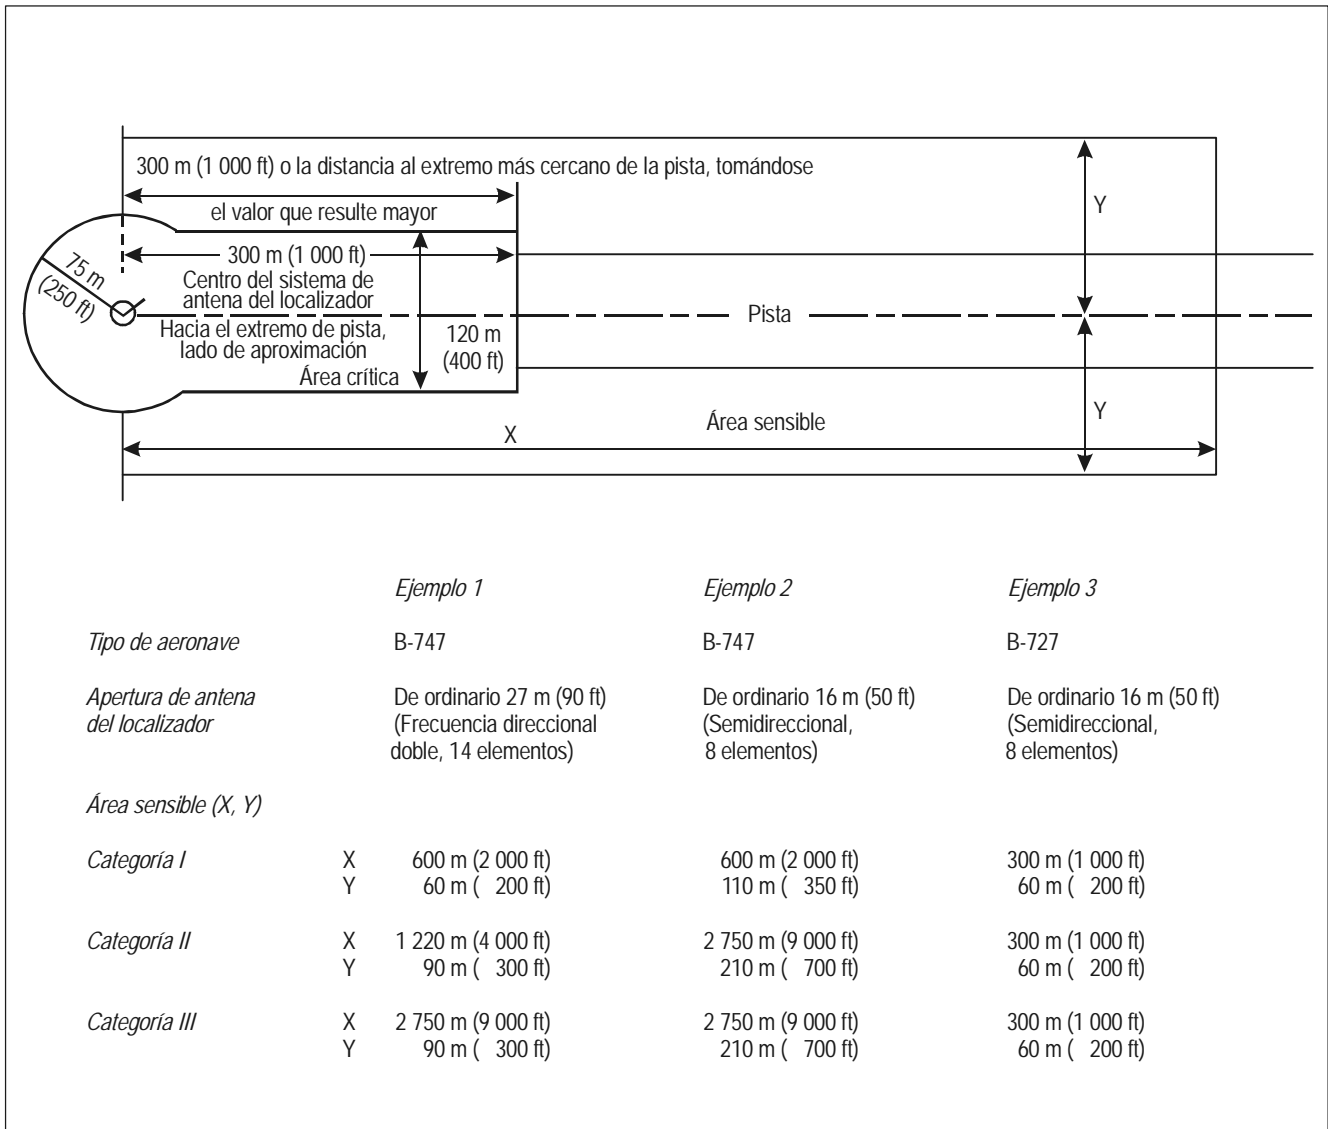 300 m (1 000 ft) o la distancia al extremo más cercano de la pista, tomándose
el valor que resulte mayor
Y
300 m (1 000 ft)
75 m
(250 ft)
Centro del sistema de
antena del localizador
Pista
Hacia el extremo de pista,
lado de aproximación
120 m
(400 ft)
Área crítica
Y
Área sensible
X
Ejemplo 1 Ejemplo 2 Ejemplo 3
Tipo de aeronave B-747 B-747 B-727
Apertura de antena De ordinario 27 m (90 ft) De ordinario 16 m (50 ft) De ordinario 16 m (50 ft)
del localizador (Frecuencia direccional (Semidireccional, (Semidireccional,
doble, 14 elementos) 8 elementos) 8 elementos)
Área sensible (X, Y)
Categoría I X 600 m (2 000 ft) 600 m (2 000 ft) 300 m (1 000 ft)
Y 60 m ( 200 ft) 110 m ( 350 ft) 60 m ( 200 ft)
Categoría II X 1 220 m (4 000 ft) 2 750 m (9 000 ft) 300 m (1 000 ft)
Y 90 m ( 300 ft) 210 m ( 700 ft) 60 m ( 200 ft)
Categoría III X 2 750 m (9 000 ft) 2 750 m (9 000 ft) 300 m (1 000 ft)
Y 90 m ( 300 ft) 210 m ( 700 ft) 60 m ( 200 ft)